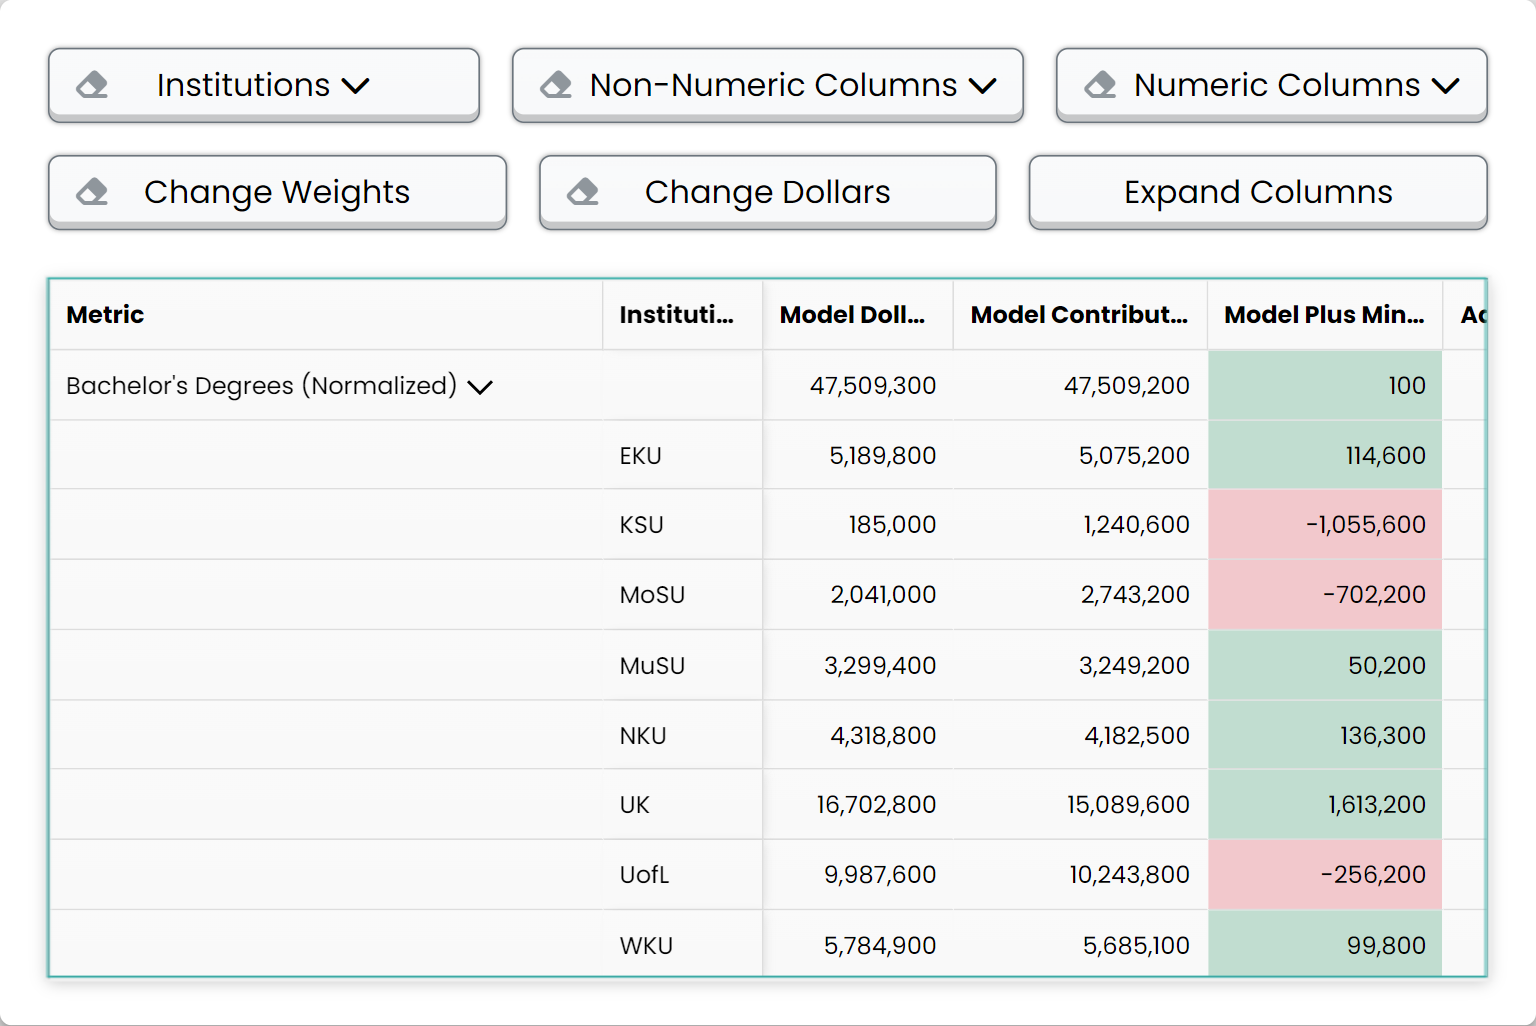 Institutions
Non-Numeric Columns
Numeric Columns
Change Weights
Change Dollars
Expand Columns
Metric Instituti... Model Doll... Model Contribut... Model Plus Min... Ac
Bachelor's Degrees (Normalized) 47,509,300 47,509,200 100
EKU 5,189,800 5,075,200 114,600
KSU 185,000 1,240,600 -1,055,600
MoSU 2,041,000 2,743,200 -702,200
MuSU 3,299,400 3,249,200 50,200
NKU 4,318,800 4,182,500 136,300
UK 16,702,800 15,089,600 1,613,200
UofL 9,987,600 10,243,800 -256,200
WKU 5,784,900 5,685,100 99,800